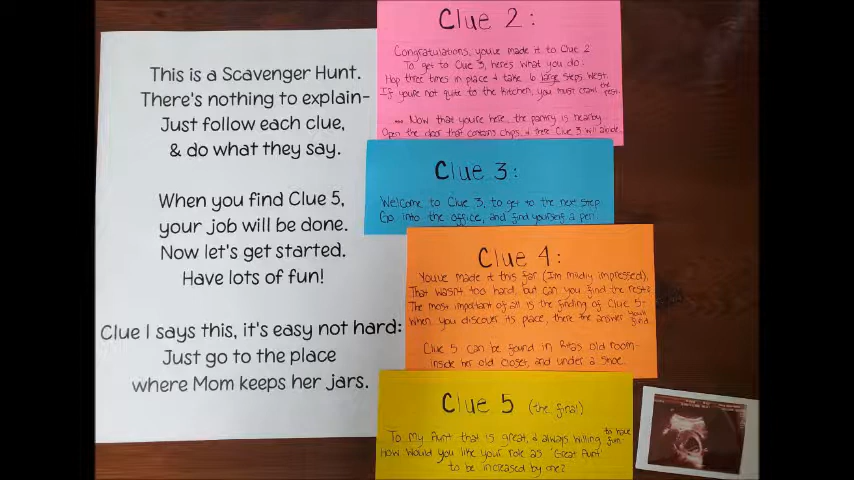 This is a Scavenger Hunt.
There's nothing to explain-
Just follow each clue,
& do what they say.
When you find Clue 5,
your job will be done.
Now let's get started.
Have lots of fun!
Clue 1 says this, it's easy not hard:
Just go to the place
where Mom keeps her jars.
Clue 2:
Congratulations, you've made it to Clue 2
To get to Clue 3, here's what you do:
Hop three times in place & take 6 large steps West.
If you're not quite to the kitchen, you must crawl the rest.
Now that you're here, the pantry is nearby
Open the door that contains chips, & there Clue 3 will abide.
Clue 3:
Welcome to Clue 3, to get to the next step
Go into the office, and find yourself a pen
Clue 4:
You've made it this far (I'm mildly impressed),
That wasn't too hard, but can you find the rest?
The most important of all is the finding of Clue 5-
When you discover its place, there the answer you'll find.
Clue 5 can be found in Rita's old room-
inside her old closet, and under a shoe.
Clue 5 (the final)
To My Aunt that is great, & always willing to have fun-
How would you like your role as "Great Aunt"
to be increased by one?